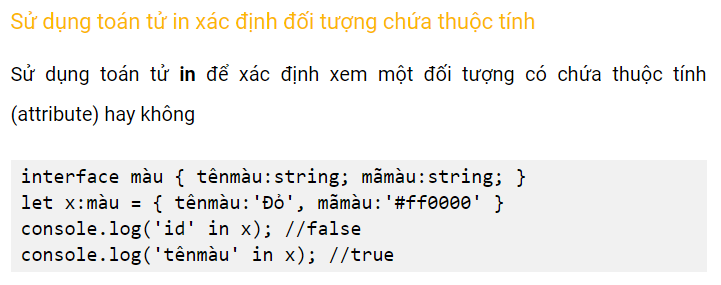 Sử dụng toán tử in xác định đối tượng chứa thuộc tính
Sử dụng toán tử in để xác định xem một đối tượng có chứa thuộc tính
(attribute) hay không
interface màu { tênmàu:string; mãmàu:string; }
let x:màu = { tênmàu:'Đỏ', mãmàu:'#ff0000' }
console.log('id' in x); //false
console.log('tênmàu' in x); //true